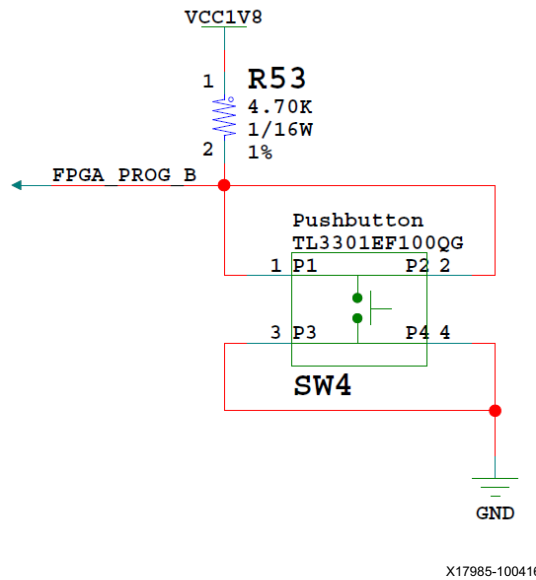 VCC1V8
1 R53
4.70K
1/16W
2 1%
FPGA_PROG_B
Pushbutton
TL3301EF100QG
1 P1 P2 2
3 P3 P4 4
SW4
GND
X17985-100416